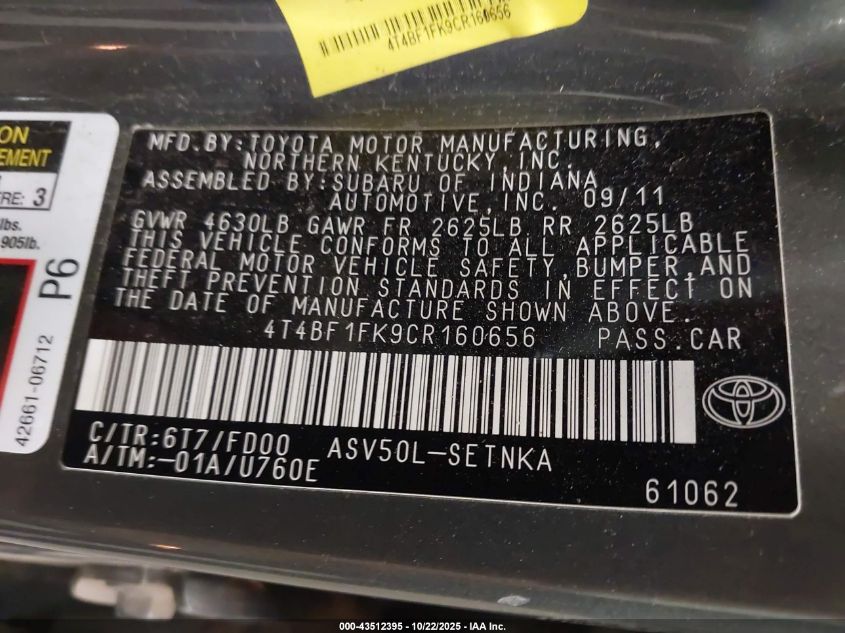 4T4BF1FK9CR160656
ON
EMENT
RE: 3
lbs.
905lb.
P6
42661-06712
MFD.BY:TOYOTA MOTOR MANUFACTURING,
NORTHERN KENTUCKY,INC.
ASSEMBLED BY:SUBARU OF INDIANA
AUTOMOTIVE,INC. 09/11
GVWR 4630LB GAWR FR 2625LB RR 2625LB
THIS VEHICLE CONFORMS TO ALL APPLICABLE
FEDERAL MOTOR VEHICLE SAFETY,BUMPER,AND
THEFT PREVENTION STANDARDS IN EFFECT ON
THE DATE OF MANUFACTURE SHOWN ABOVE.
4T4BF1FK9CR160656 PASS.CAR
C/TR:6T7/FD00 ASV50L-SETNKA
A/TM:-01A/U760E
61062
000-43512395 - 10/22/2025 - IAA Inc.